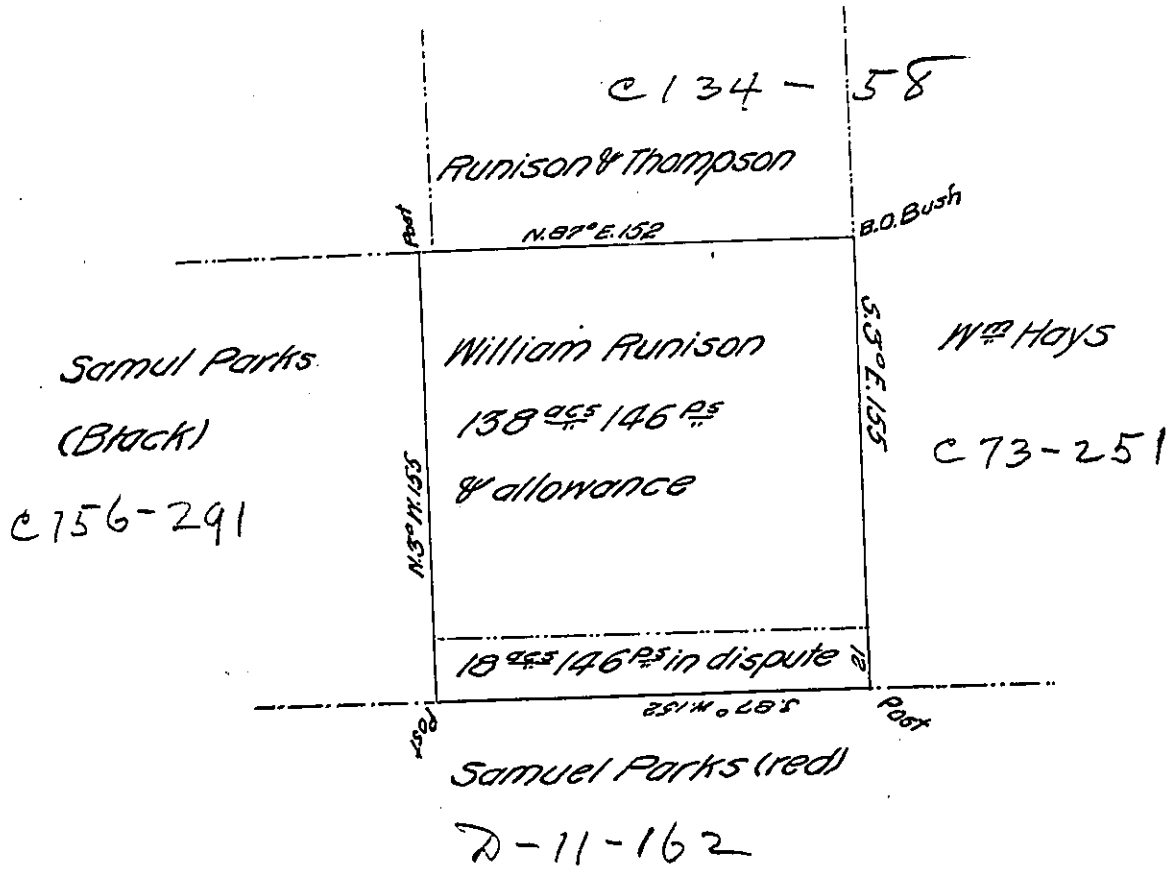 C134-58
Runison & Thompson
Post
N.87°E.152
B.O.Bush
Samul Parks
(Black)
C156-291
William Runison
138 acs 146 ps
& allowance
S.3°E.155
Wm Hays
C73-251
N.3°W.155
18 acs 146 ps in dispute
21
Post
S.87°W.152
Post
Samuel Parks (red)
D-11-162